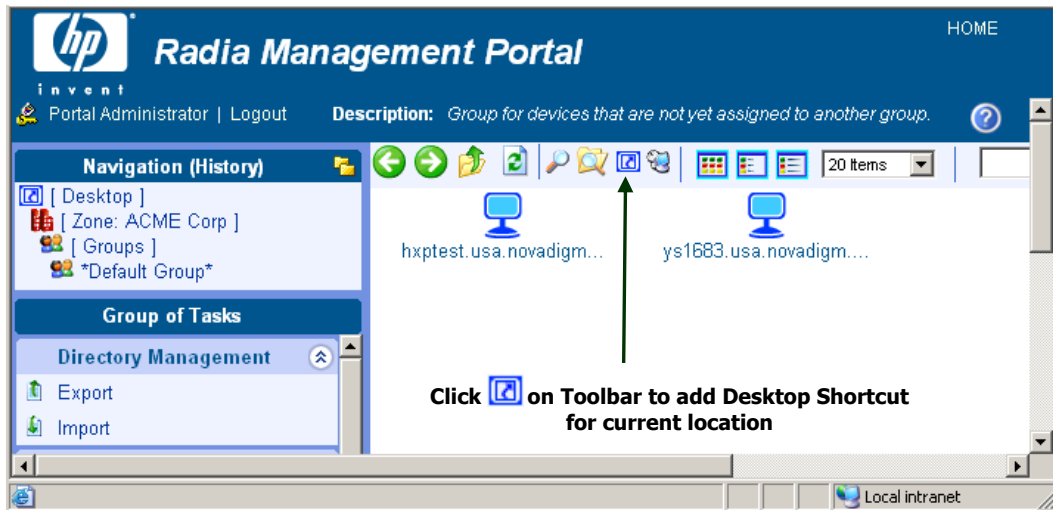 hp
invent
Radia Management Portal
HOME
Portal Administrator | Logout
Description: Group for devices that are not yet assigned to another group.
?
Navigation (History)
[ Desktop ]
[ Zone: ACME Corp ]
[ Groups ]
*Default Group*
20 Items
hxptest.usa.novadigm...
ys1683.usa.novadigm....
Group of Tasks
Directory Management
Export
Import
Click on Toolbar to add Desktop Shortcut
for current location
Local intranet